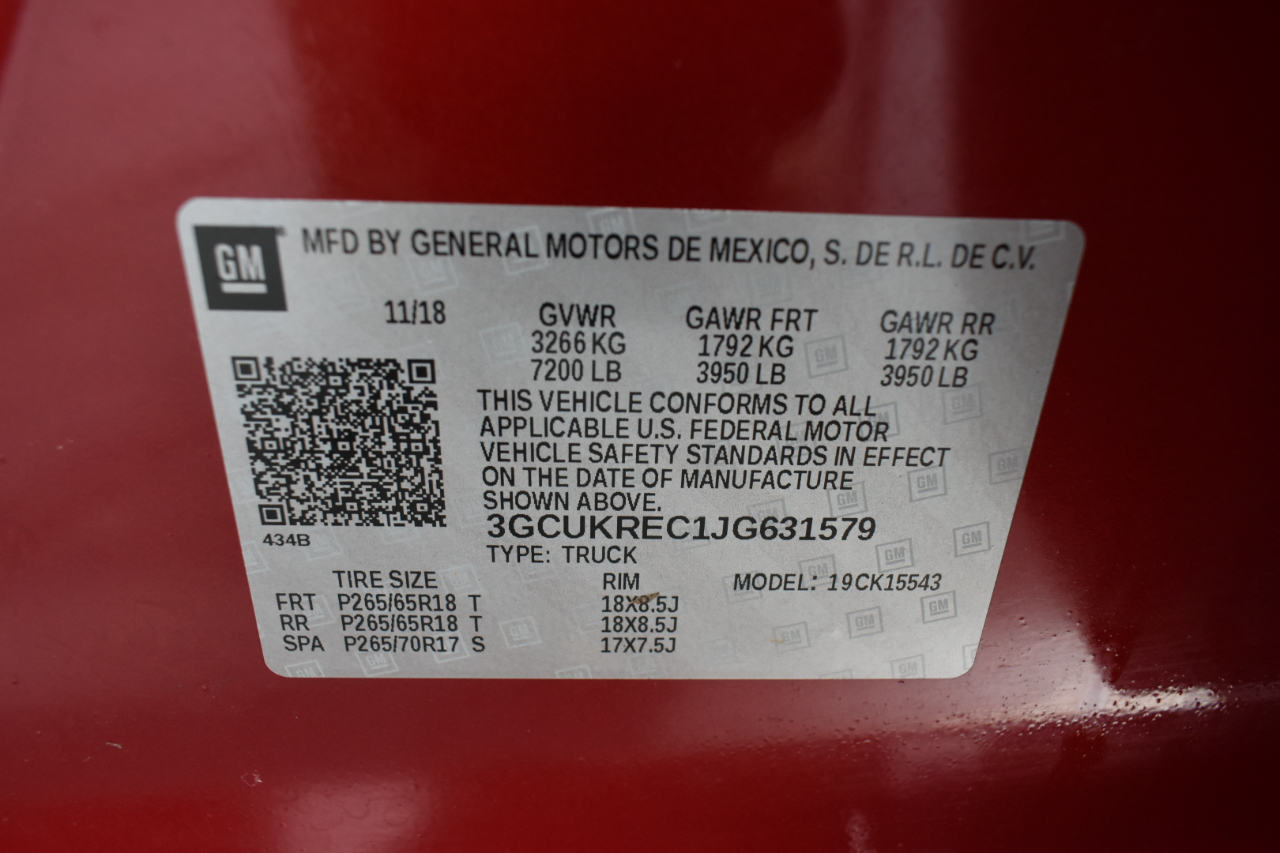 GM
MFD BY GENERAL MOTORS DE MEXICO, S. DE R.L. DE C.V.
11/18 GVWR GAWR FRT GAWR RR
3266 KG 1792 KG 1792 KG
7200 LB 3950 LB 3950 LB
THIS VEHICLE CONFORMS TO ALL
APPLICABLE U.S. FEDERAL MOTOR
VEHICLE SAFETY STANDARDS IN EFFECT
ON THE DATE OF MANUFACTURE
SHOWN ABOVE.
3GCUKREC1JG631579
434B
TYPE: TRUCK
TIRE SIZE RIM MODEL: 19CK15543
FRT P265/65R18 T 18X8.5J
RR P265/65R18 T 18X8.5J
SPA P265/70R17 S 17X7.5J